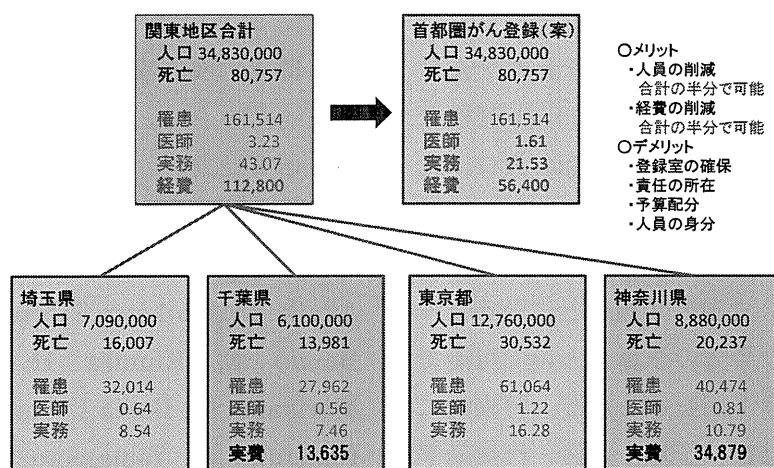 関東地区合計
人口 34,830,000
死亡 80,757
罹患 161,514
医師 3.23
実務 43.07
経費 112,800
首都圏がん登録(案)
人口 34,830,000
死亡 80,757
罹患 161,514
医師 1.61
実務 21.53
経費 56,400
○メリット
・人員の削減
合計の半分で可能
・経費の削減
合計の半分で可能
○デメリット
・登録室の確保
・責任の所在
・予算配分
・人員の身分
埼玉県
人口 7,090,000
死亡 16,007
罹患 32,014
医師 0.64
実務 8.54
千葉県
人口 6,100,000
死亡 13,981
罹患 27,962
医師 0.56
実務 7.46
実費 13,635
東京都
人口 12,760,000
死亡 30,532
罹患 61,064
医師 1.22
実務 16.28
神奈川県
人口 8,880,000
死亡 20,237
罹患 40,474
医師 0.81
実務 10.79
実費 34,879